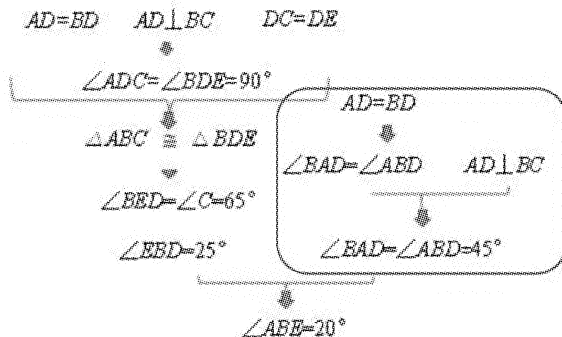 AD=BD AD⊥BC DC=DE
∠ADC=∠BDE=90°
AD=BD
△ABC ≌ △BDE
∠BAD=∠ABD AD⊥BC
∠BED=∠C=65°
∠EBD=25° ∠BAD=∠ABD=45°
∠ABE=20°